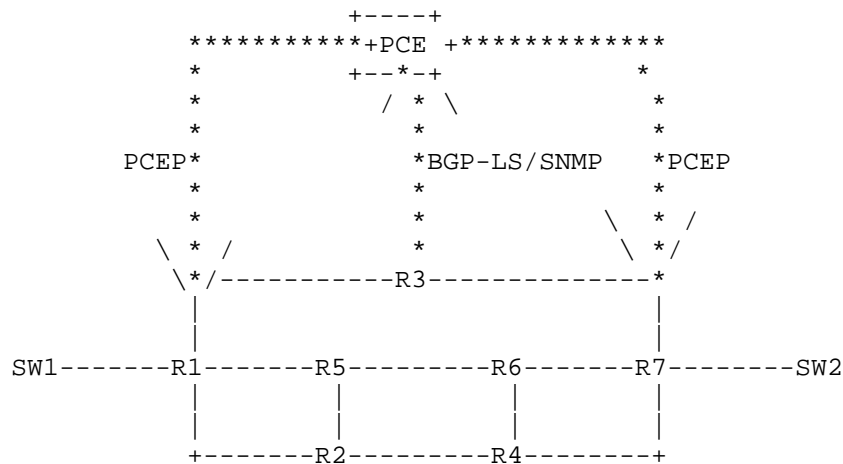 +----+
***********+PCE +*************
* +--*-+ *
* / * \ *
* * *
PCEP* *BGP-LS/SNMP *PCEP
* * *
* * \ * /
\ * / * \ */
\*/-----------R3--------------*
| |
| |
SW1-------R1-------R5---------R6-------R7--------SW2
| | | |
| | | |
+-------R2---------R4--------+